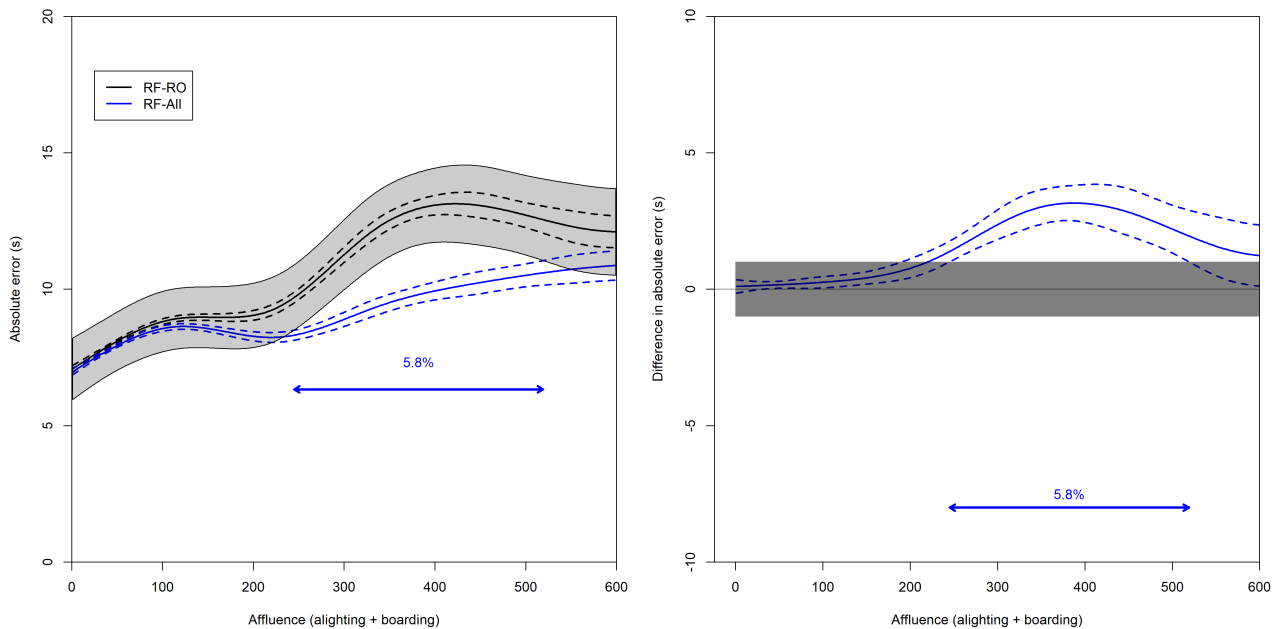 Absolute error (s)
20
15
10
5
0
RF-RO
RF-All
5.8%
0 100 200 300 400 500 600
Affluence (alighting + boarding)
Difference in absolute error (s)
10
5
0
-5
-10
5.8%
0 100 200 300 400 500 600
Affluence (alighting + boarding)